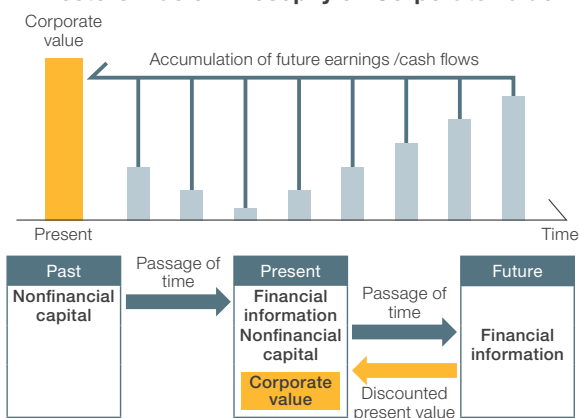 Corporate
value
Accumulation of future earnings /cash flows
Present
Time
Past
Passage of
time
Present
Passage of
time
Future
Nonfinancial
capital
Financial
information
Nonfinancial
capital
Corporate
value
Financial
information
Discounted
present value